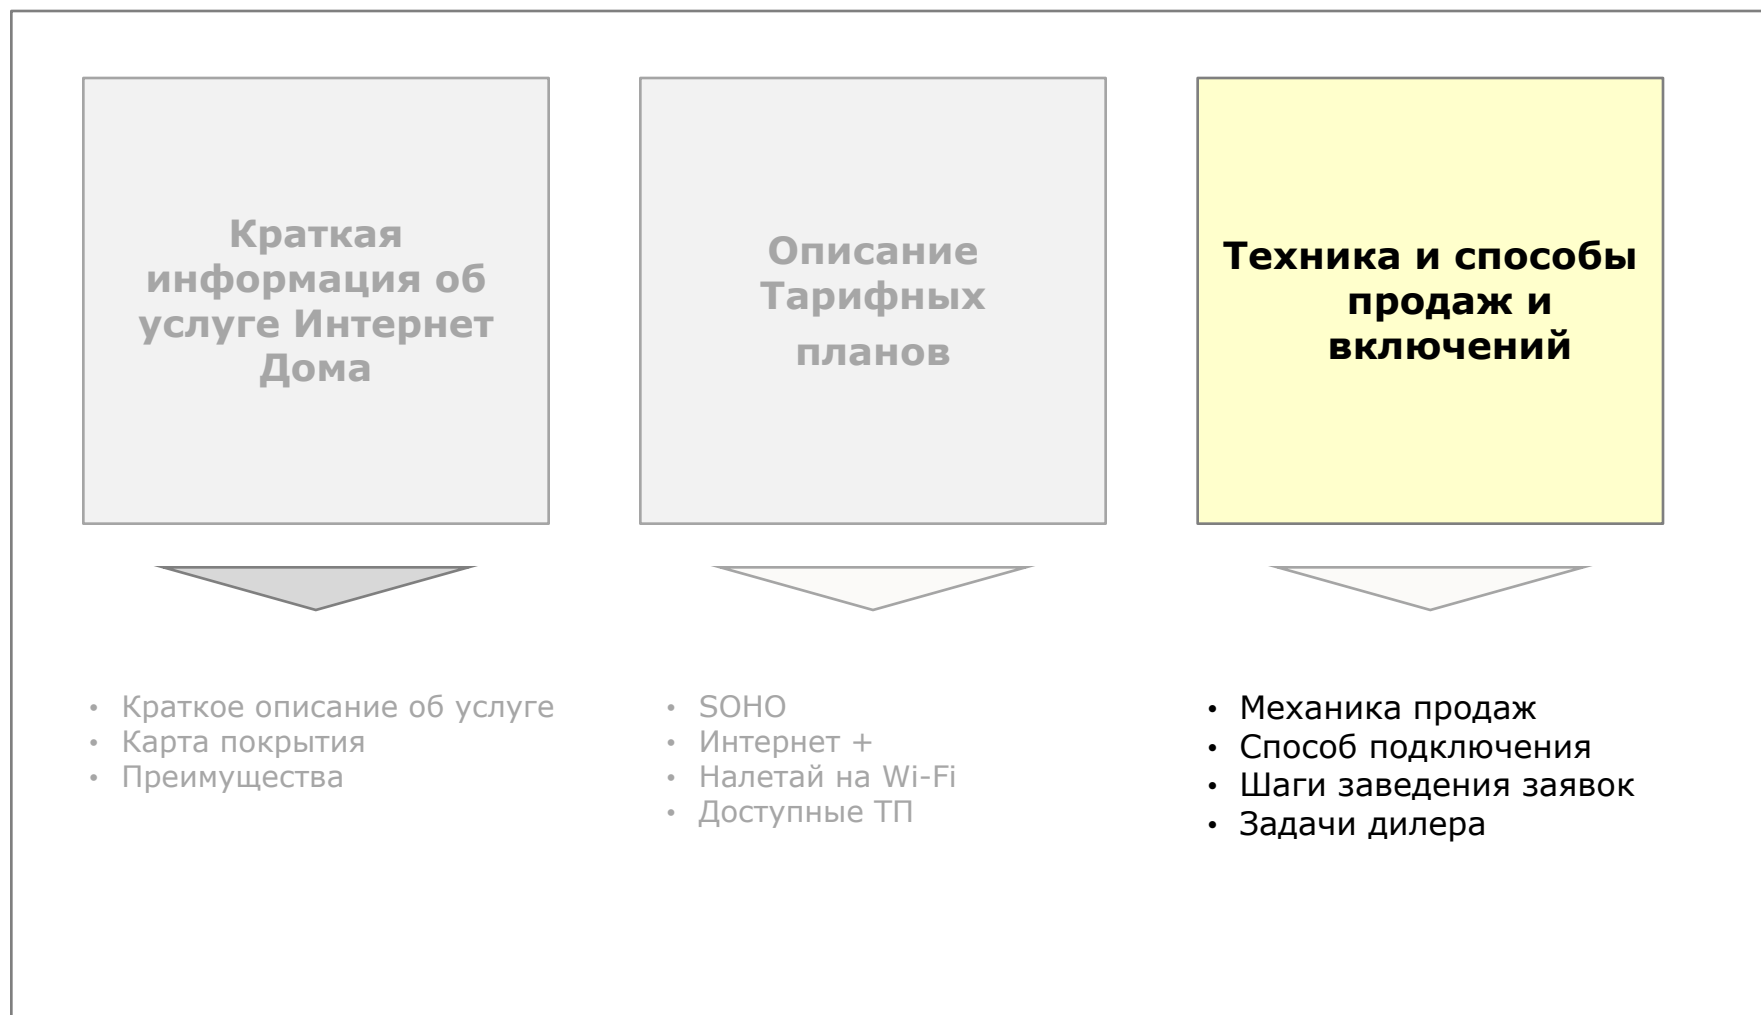 Краткая
информация об
услуге Интернет
Дома
Описание
Тарифных
планов
Техника и способы
продаж и
включений
• Краткое описание об услуге
• Карта покрытия
• Преимущества
• SOHO
• Интернет +
• Налетай на Wi-Fi
• Доступные ТП
• Механика продаж
• Способ подключения
• Шаги заведения заявок
• Задачи дилера